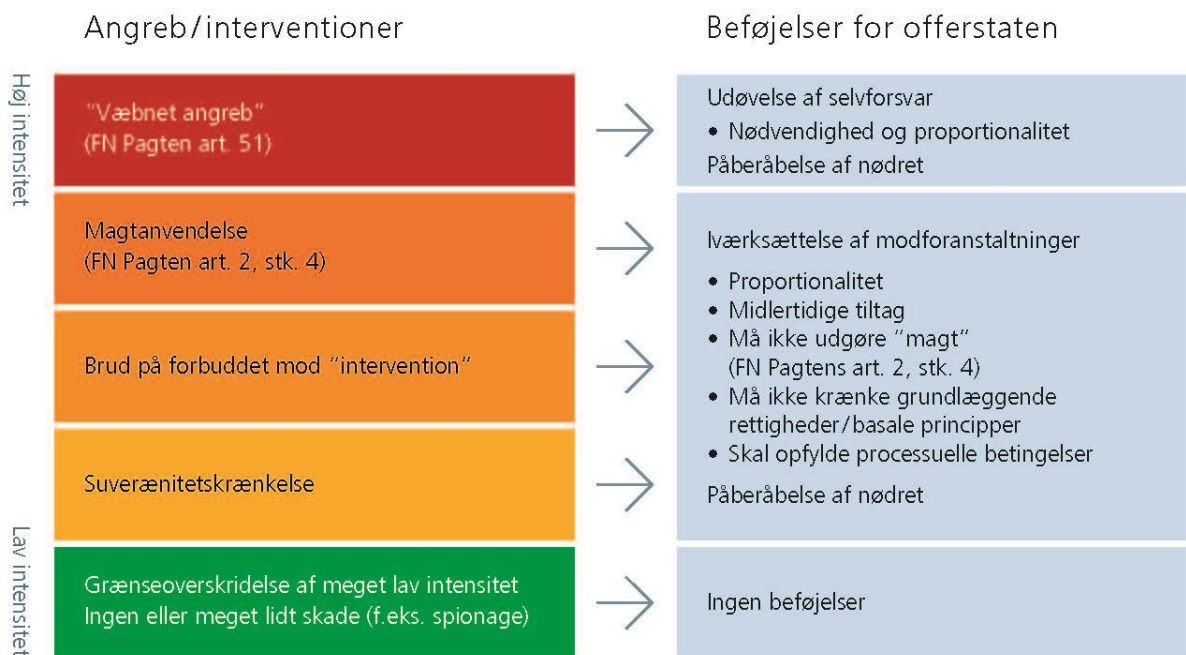 Angreb/interventioner
Beføjelser for offerstaten
Høj intensitet
Lav intensitet
"Væbnet angreb"
(FN Pagten art. 51)
Udøvelse af selvforsvar
• Nødvendighed og proportionalitet
Påberåbelse af nødret
Magtanvendelse
(FN Pagten art. 2, stk. 4)
Brud på forbuddet mod "intervention"
Suverænitetskrænkelse
Iværksættelse af modforanstaltninger
• Proportionalitet
• Midlertidige tiltag
• Må ikke udgøre "magt"
(FN Pagtens art. 2, stk. 4)
• Må ikke krænke grundlæggende
rettigheder/basale principper
• Skal opfylde processuelle betingelser
Påberåbelse af nødret
Grænseoverskridelse af meget lav intensitet
Ingen eller meget lidt skade (f.eks. spionage)
Ingen beføjelser